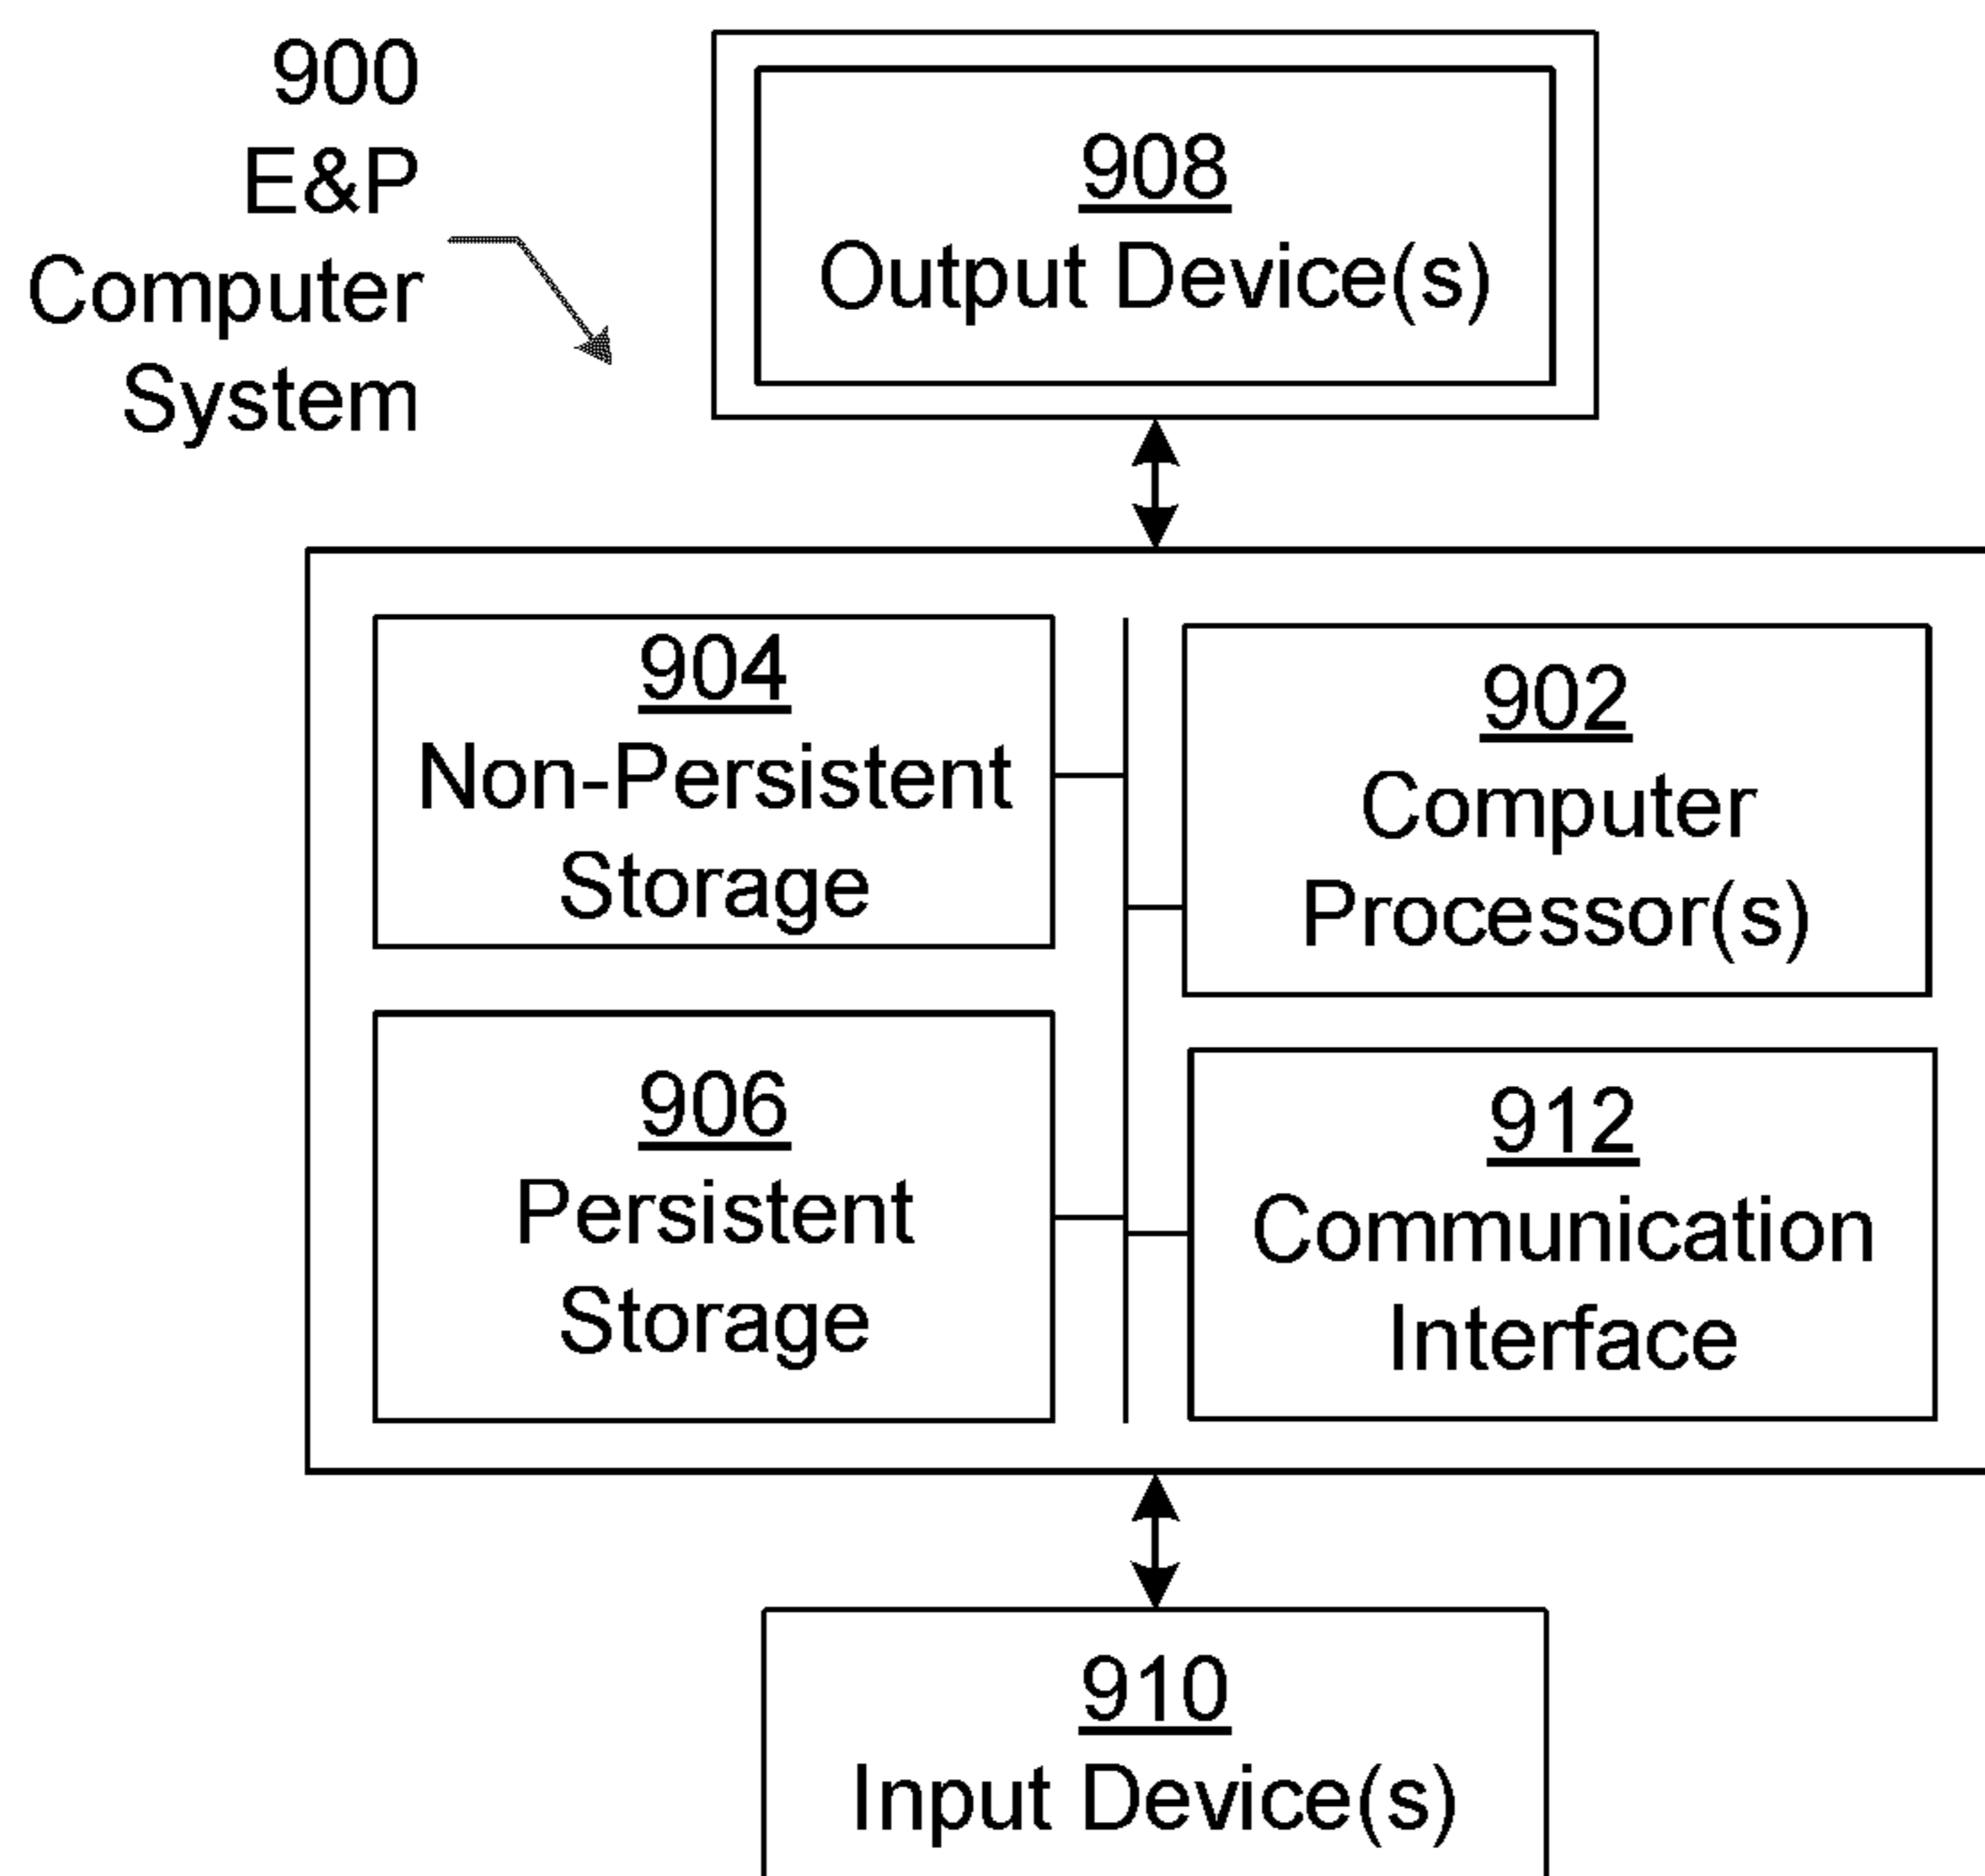 900
E&P
Computer
System
908
Output Device(s)
904
Non-Persistent
Storage
902
Computer
Processor(s)
906
Persistent
Storage
912
Communication
Interface
910
Input Device(s)